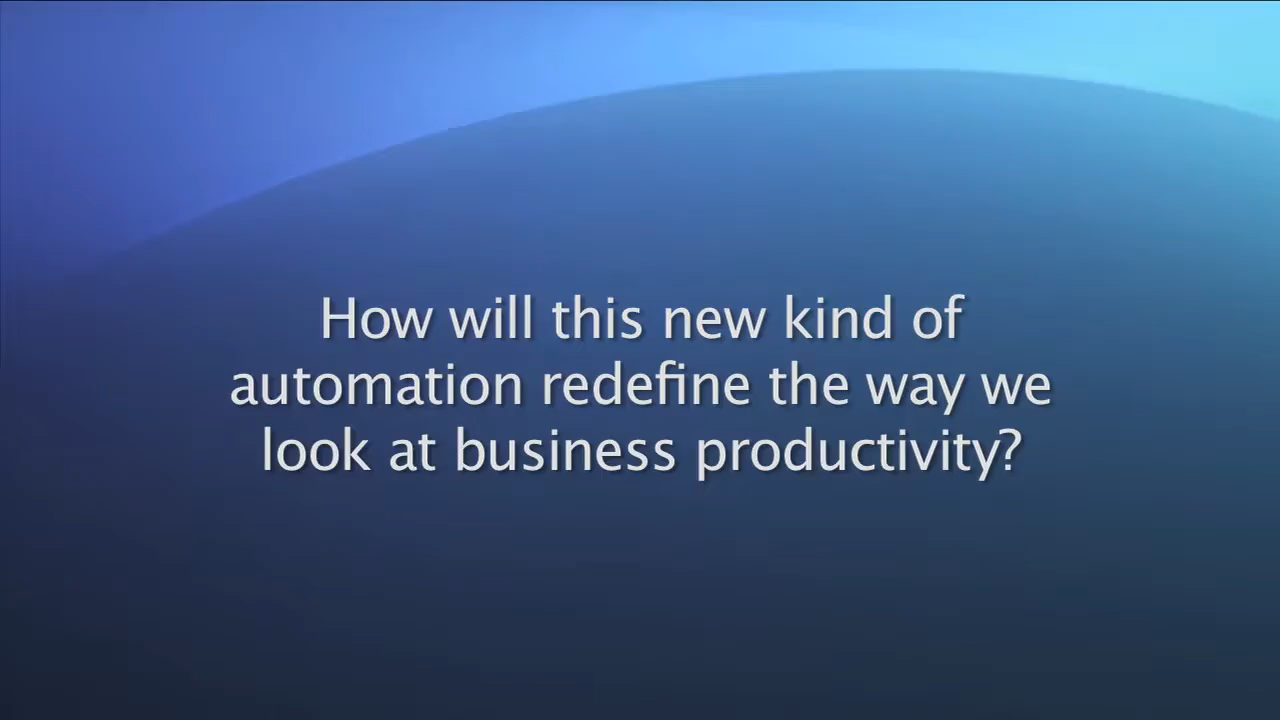 How will this new kind of
automation redefine the way we
look at business productivity?